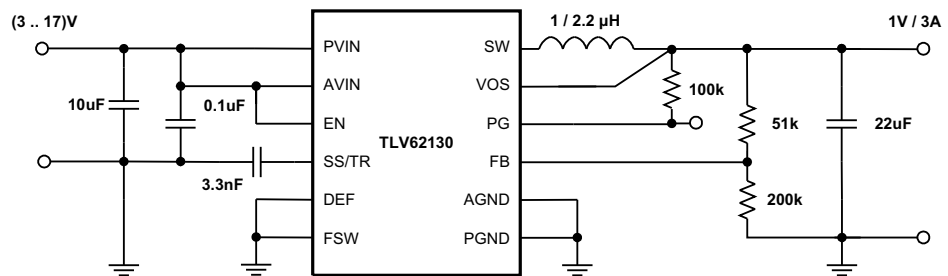 (3 .. 17)V
1 / 2.2 µH
1V / 3A
PVIN
SW
AVIN
VOS
10uF
0.1uF
100k
EN
PG
TLV62130
51k
22uF
SS/TR
FB
3.3nF
DEF
AGND
200k
FSW
PGND